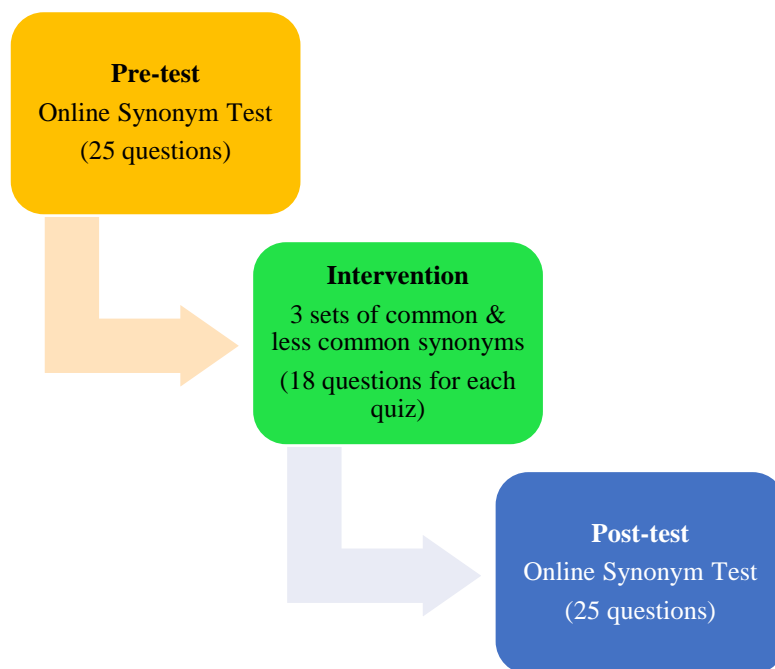 Pre-test
Online Synonym Test
(25 questions)
Intervention
3 sets of common &
less common synonyms
(18 questions for each
quiz)
Post-test
Online Synonym Test
(25 questions)